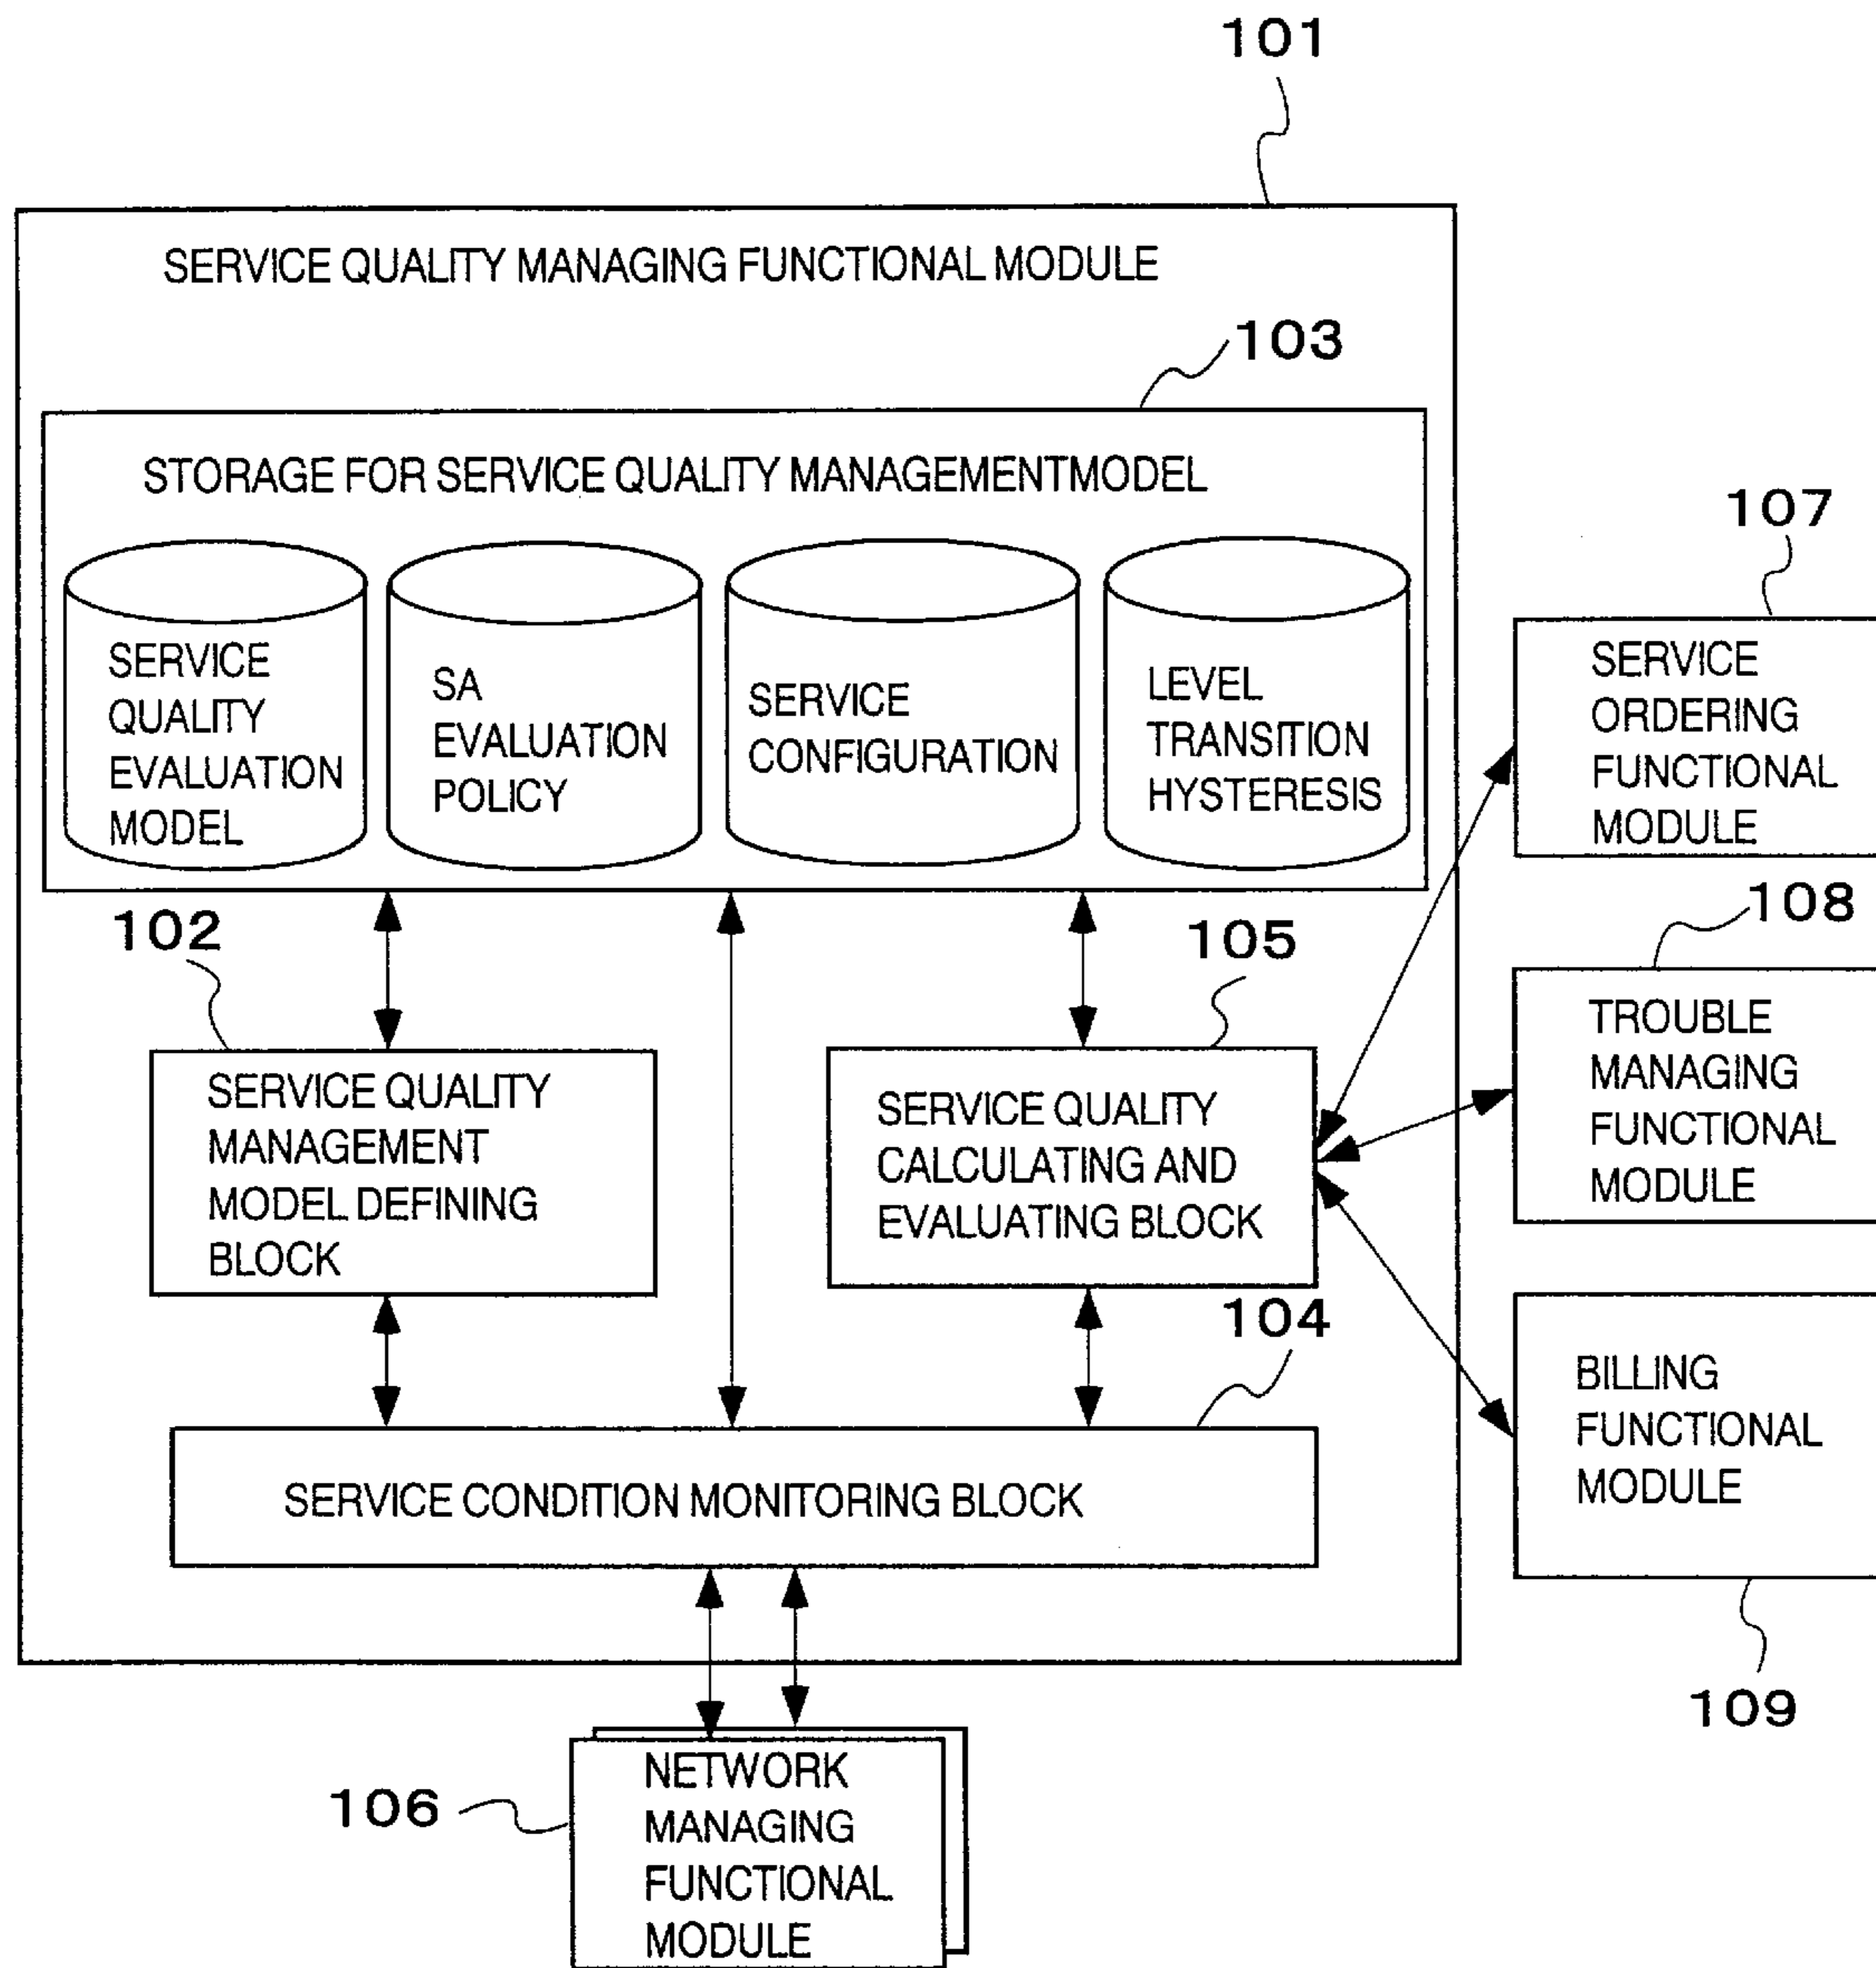 101
SERVICE QUALITY MANAGING FUNCTIONAL MODULE
103
STORAGE FOR SERVICE QUALITY MANAGEMENTMODEL
SERVICE
QUALITY
EVALUATION
MODEL
SA
EVALUATION
POLICY
SERVICE
CONFIGURATION
LEVEL
TRANSITION
HYSTERESIS
107
SERVICE
ORDERING
FUNCTIONAL
MODULE
102
105
108
SERVICE QUALITY
MANAGEMENT
MODEL DEFINING
BLOCK
SERVICE QUALITY
CALCULATING AND
EVALUATING BLOCK
TROUBLE
MANAGING
FUNCTIONAL
MODULE
104
SERVICE CONDITION MONITORING BLOCK
BILLING
FUNCTIONAL
MODULE
109
106
NETWORK
MANAGING
FUNCTIONAL
MODULE